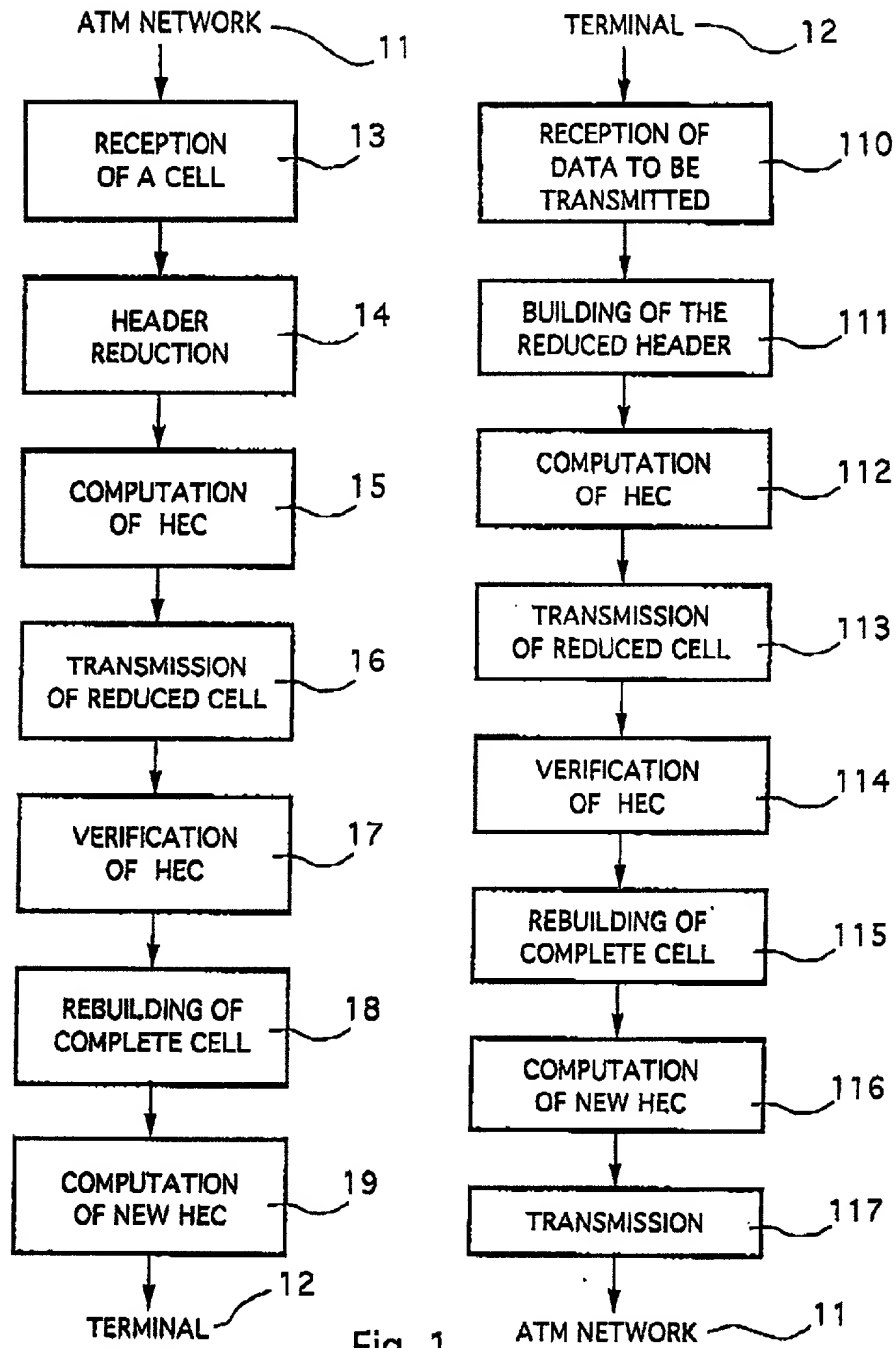 ATM NETWORK
11
RECEPTION
OF A CELL
13
HEADER
REDUCTION
14
COMPUTATION
OF HEC
15
TRANSMISSION
OF REDUCED CELL
16
VERIFICATION
OF HEC
17
REBUILDING OF
COMPLETE CELL
18
COMPUTATION
OF NEW HEC
19
TERMINAL
12
TERMINAL
12
RECEPTION OF
DATA TO BE
TRANSMITTED
110
BUILDING OF THE
REDUCED HEADER
111
COMPUTATION
OF HEC
112
TRANSMISSION
OF REDUCED CELL
113
VERIFICATION
OF HEC
114
REBUILDING OF
COMPLETE CELL
115
COMPUTATION
OF NEW HEC
116
TRANSMISSION
117
ATM NETWORK
11
Fig. 1